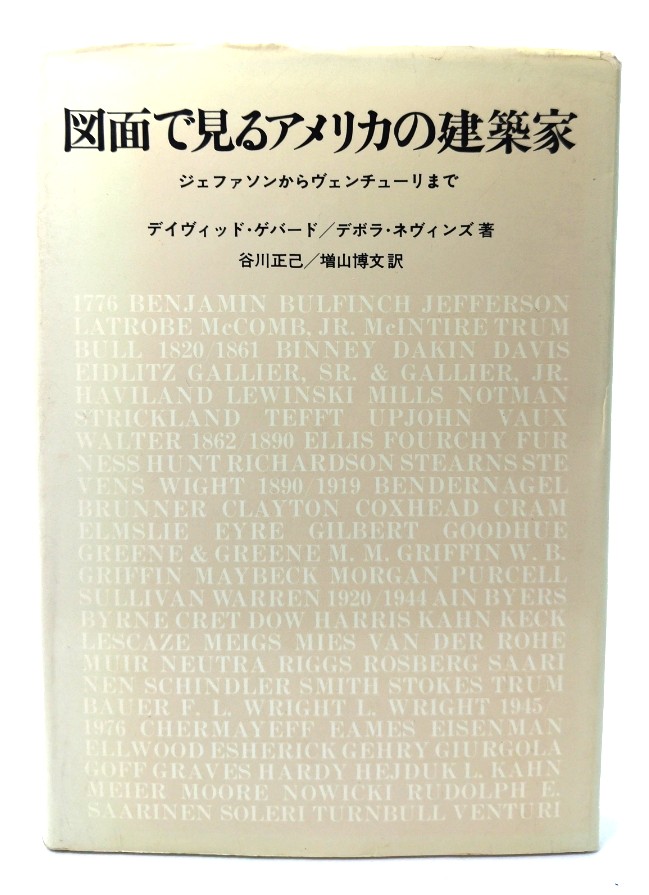 図面で見るアメリカの建築家
ジェファソンからヴェンチューリまで
デイヴィッド・ゲバード／デボラ・ネヴィンズ 著
谷川正己／増山博文 訳
1776 BENJAMIN BULFINCH JEFFERSON
LATROBE McCOMB, JR. McINTIRE TRUM
BULL 1820/1861 BINNEY DAKIN DAVIS
EIDLITZ GALLIER, SR. & GALLIER, JR.
HAVILAND LEWINSKI MILLS NOTMAN
STRICKLAND TEFFT UPJOHN VAUX
WALTER 1862/1890 ELLIS FOURCHY FUR
NESS HUNT RICHARDSON STEARNS STE
VENS WIGHT 1890/1919 BENDERNAGEL
BRUNNER CLAYTON COXHEAD CRAM
ELMSLIE EYRE GILBERT GOODHUE
GREENE & GREENE M. M. GRIFFIN W. B.
GRIFFIN MAYBECK MORGAN PURCELL
SULLIVAN WARREN 1920/1944 AIN BYERS
BYRNE CRET DOW HARRIS KAHN KECK
LESCAZE MEIGS MIES VAN DER ROHE
MUIR NEUTRA RIGGS ROSBERG SAARI
NEN SCHINDLER SMITH STOKES TRUM
BAUER F. L. WRIGHT L. WRIGHT 1945/
1976 CHERMAYEFF EAMES EISENMAN
ELLWOOD ESHERICK GEHRY GIURGOLA
GOFF GRAVES HARDY HEJDUK L. KAHN
MEIER MOORE NOWICKI RUDOLPH E.
SAARINEN SOLERI TURNBULL VENTURI